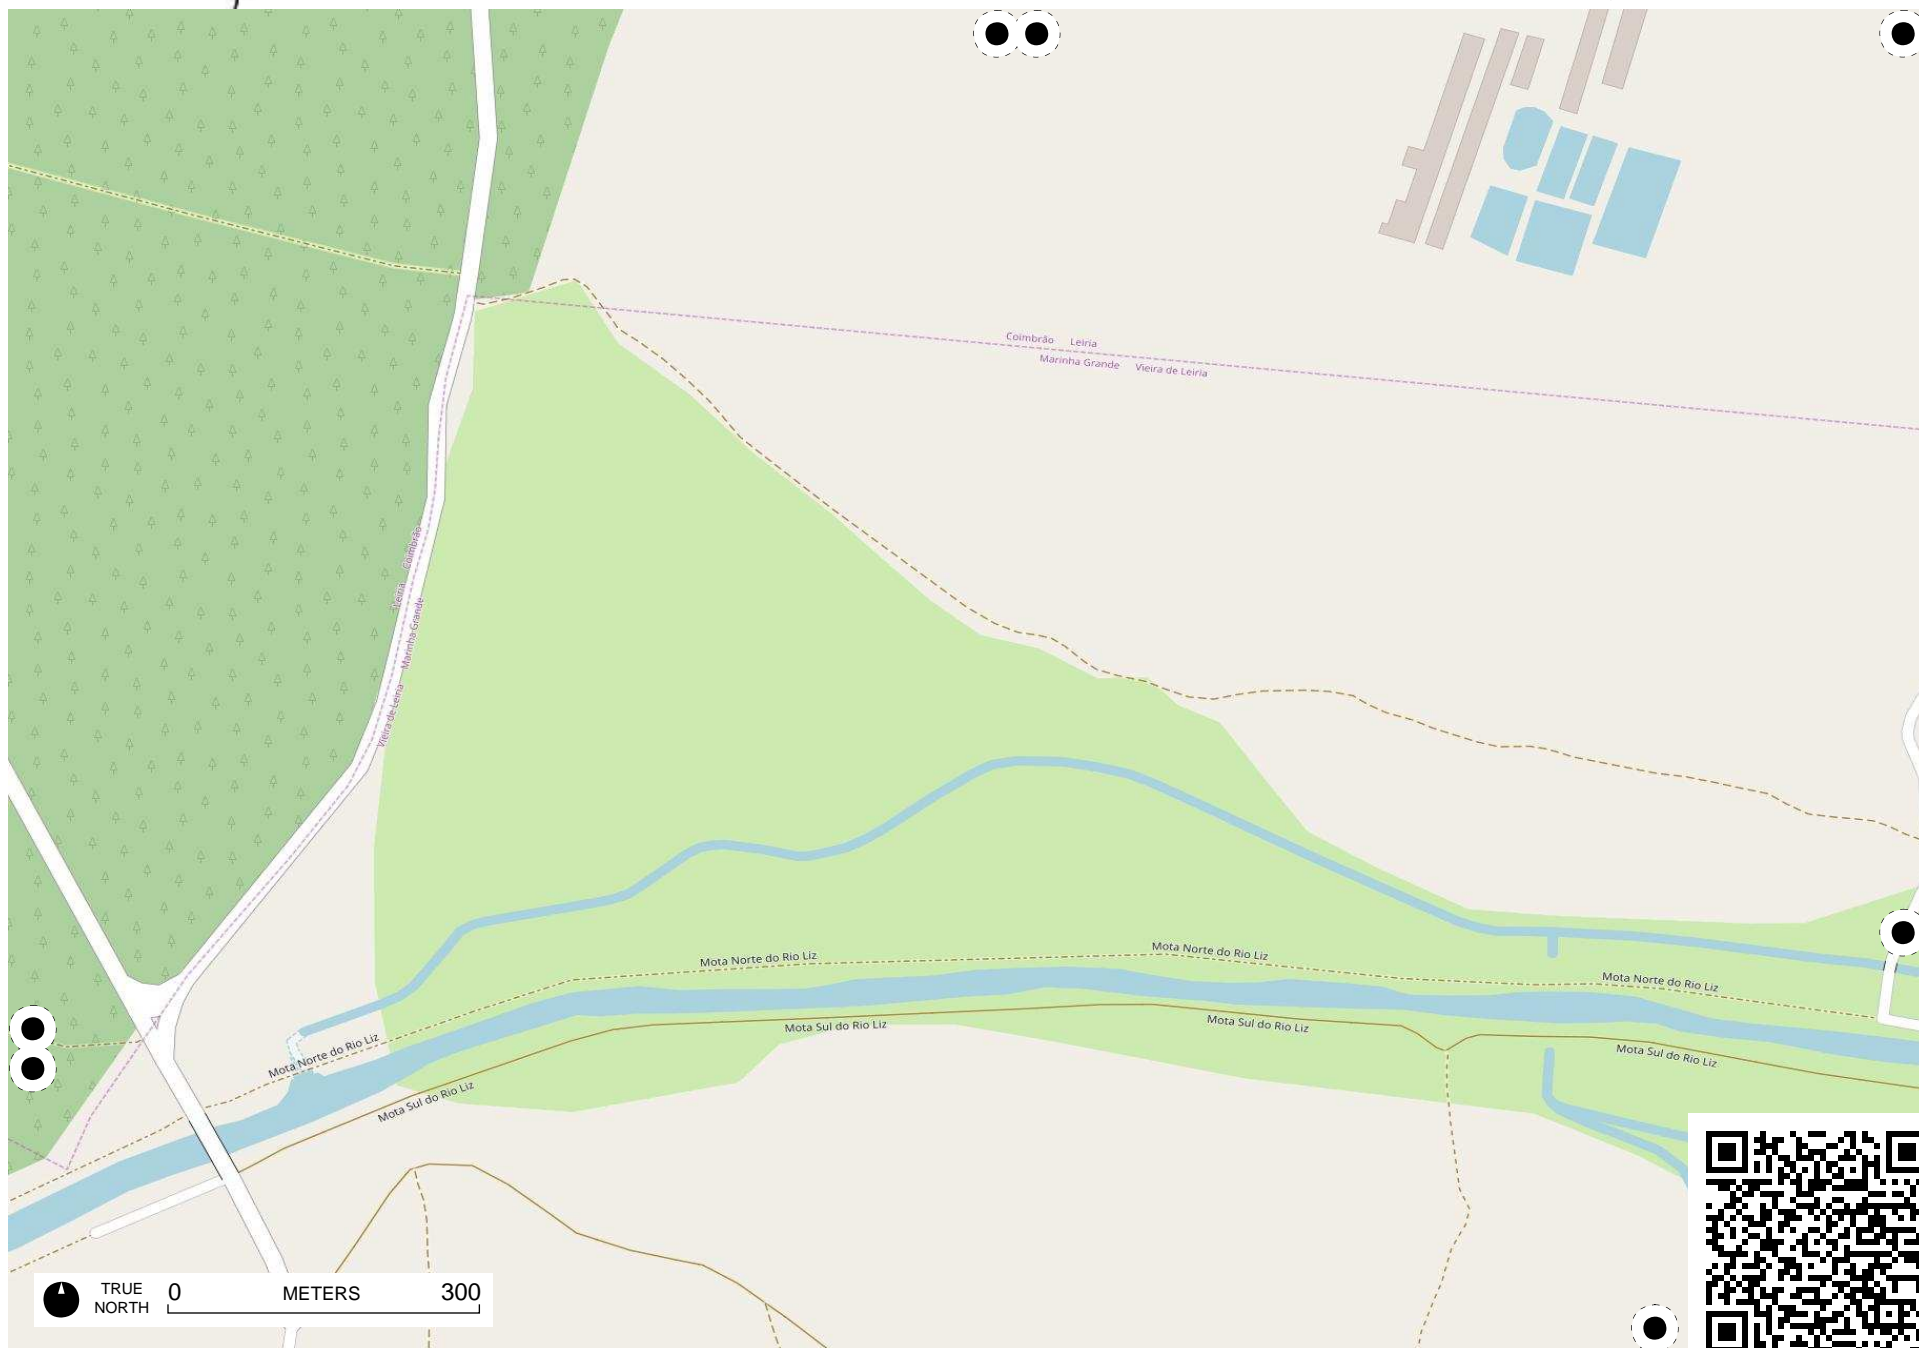 Coimbrão Leiria
Marinha Grande Vieira de Leiria
Leiria Coimbrão
Vieira de Leiria Marinha Grande
Mota Norte do Rio Liz
Mota Norte do Rio Liz
Mota Norte do Rio Liz
Mota Sul do Rio Liz
Mota Sul do Rio Liz
Mota Norte do Rio Liz
Mota Sul do Rio Liz
Mota Sul do Rio Liz
TRUE NORTH
0 METERS 300